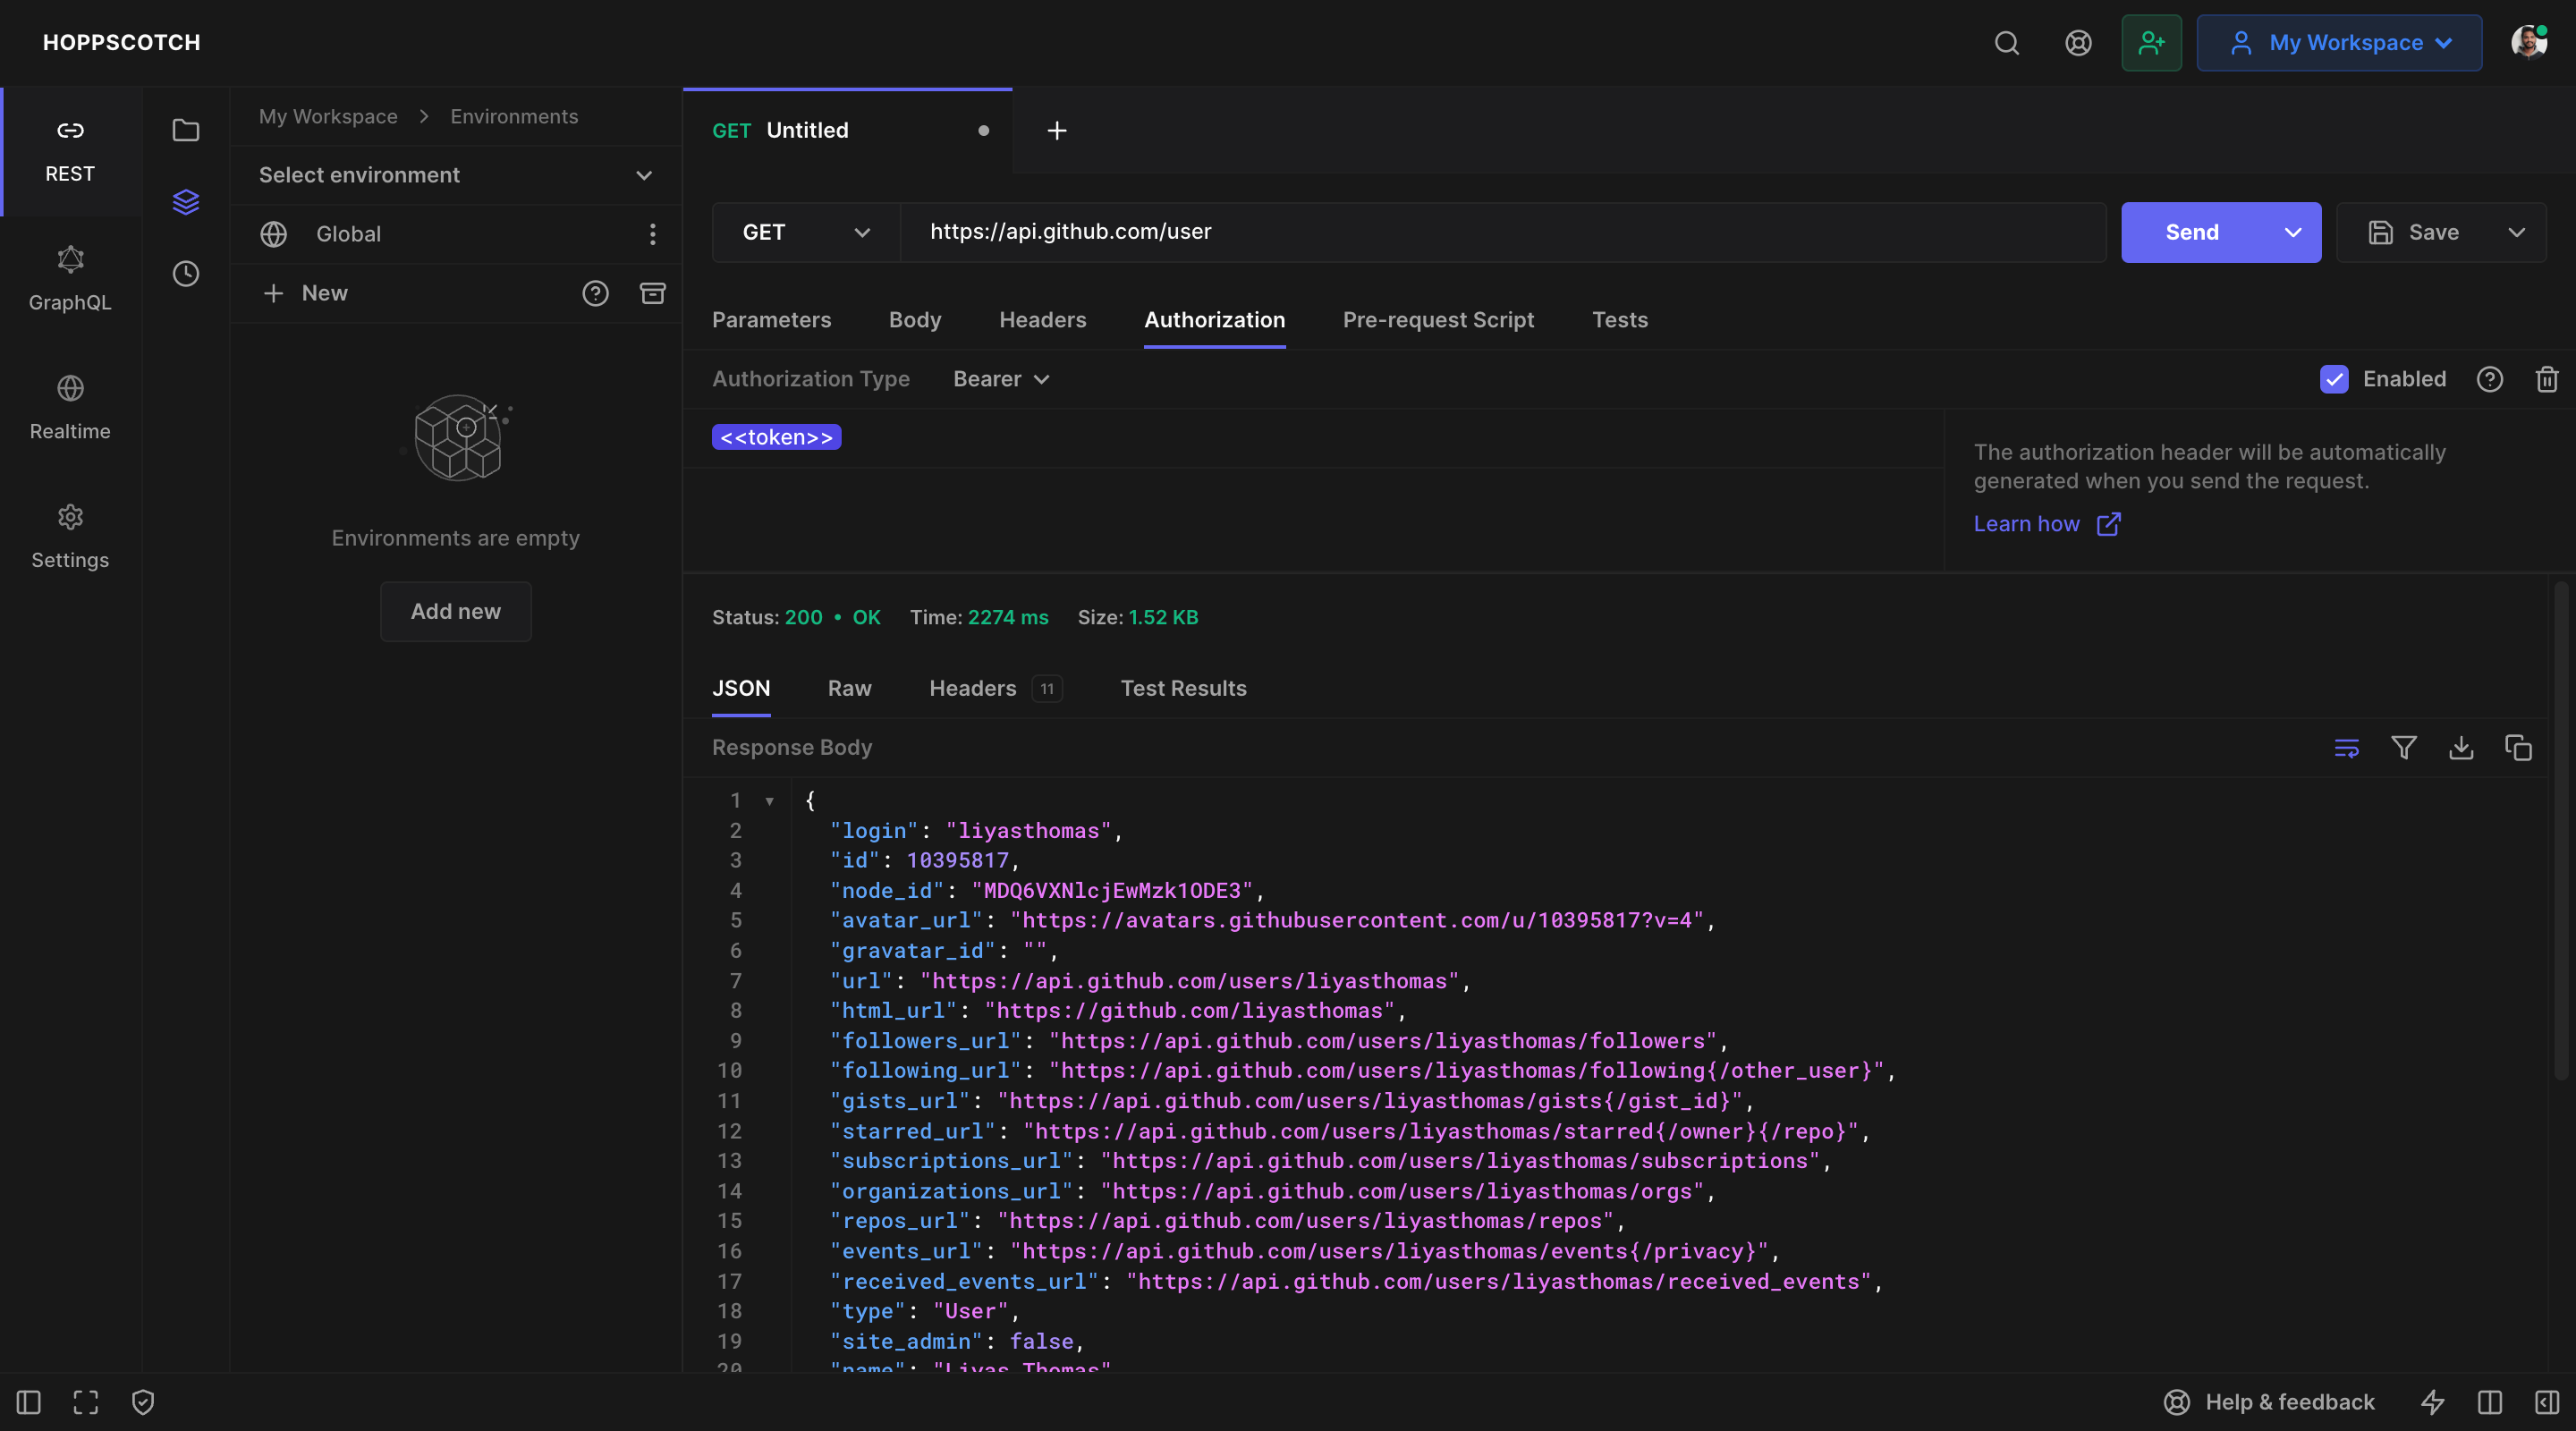 HOPPSCOTCH
My Workspace
REST
GraphQL
Realtime
Settings
My Workspace > Environments
Select environment
Global
New
Environments are empty
Add new
GET Untitled
GET https://api.github.com/user
Send
Save
Parameters Body Headers Authorization Pre-request Script Tests
Authorization Type Bearer
Enabled
<<token>>
The authorization header will be automatically
generated when you send the request.
Learn how
Status: 200 • OK Time: 2274 ms Size: 1.52 KB
JSON Raw Headers 11 Test Results
Response Body
1 {
2 "login": "liyasthomas",
3 "id": 10395817,
4 "node_id": "MDQ6VXNlcjEwMzk1ODE3",
5 "avatar_url": "https://avatars.githubusercontent.com/u/10395817?v=4",
6 "gravatar_id": "",
7 "url": "https://api.github.com/users/liyasthomas",
8 "html_url": "https://github.com/liyasthomas",
9 "followers_url": "https://api.github.com/users/liyasthomas/followers",
10 "following_url": "https://api.github.com/users/liyasthomas/following{/other_user}",
11 "gists_url": "https://api.github.com/users/liyasthomas/gists{/gist_id}",
12 "starred_url": "https://api.github.com/users/liyasthomas/starred{/owner}{/repo}",
13 "subscriptions_url": "https://api.github.com/users/liyasthomas/subscriptions",
14 "organizations_url": "https://api.github.com/users/liyasthomas/orgs",
15 "repos_url": "https://api.github.com/users/liyasthomas/repos",
16 "events_url": "https://api.github.com/users/liyasthomas/events{/privacy}",
17 "received_events_url": "https://api.github.com/users/liyasthomas/received_events",
18 "type": "User",
19 "site_admin": false,
20 "name": "Liyas Thomas"
Help & feedback